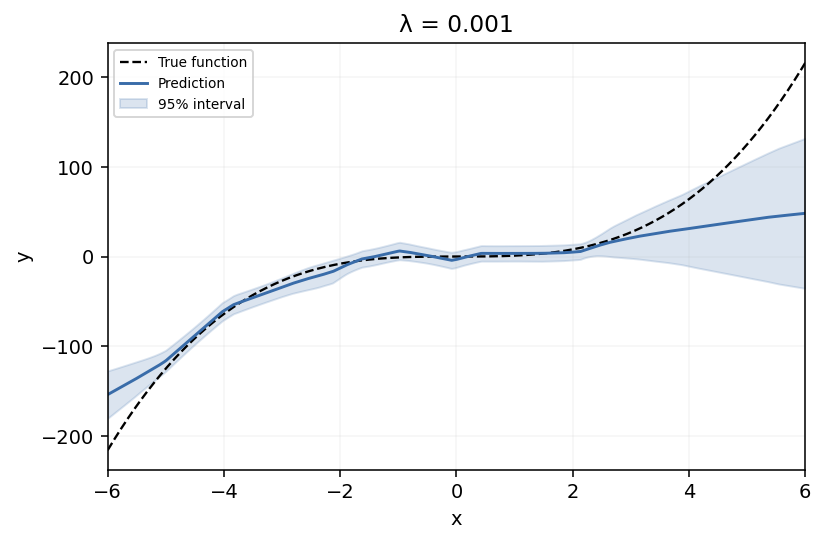 λ = 0.001
True function
Prediction
95% interval
y
200
100
0
−100
−200
−6
−4
−2
0
2
4
6
x